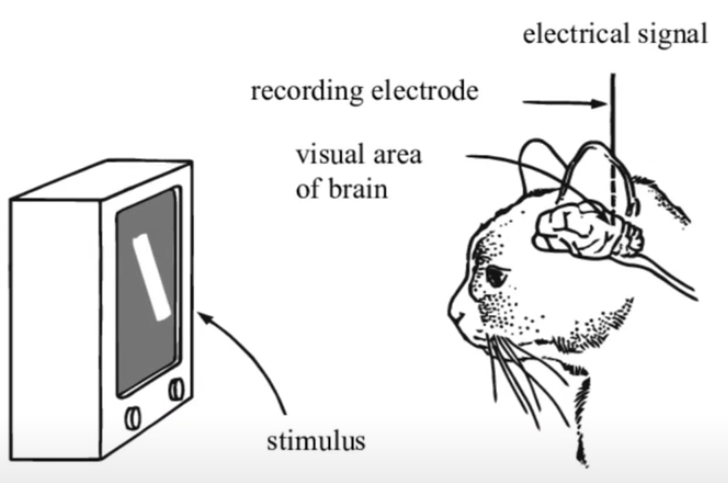 electrical signal
recording electrode
visual area
of brain
stimulus